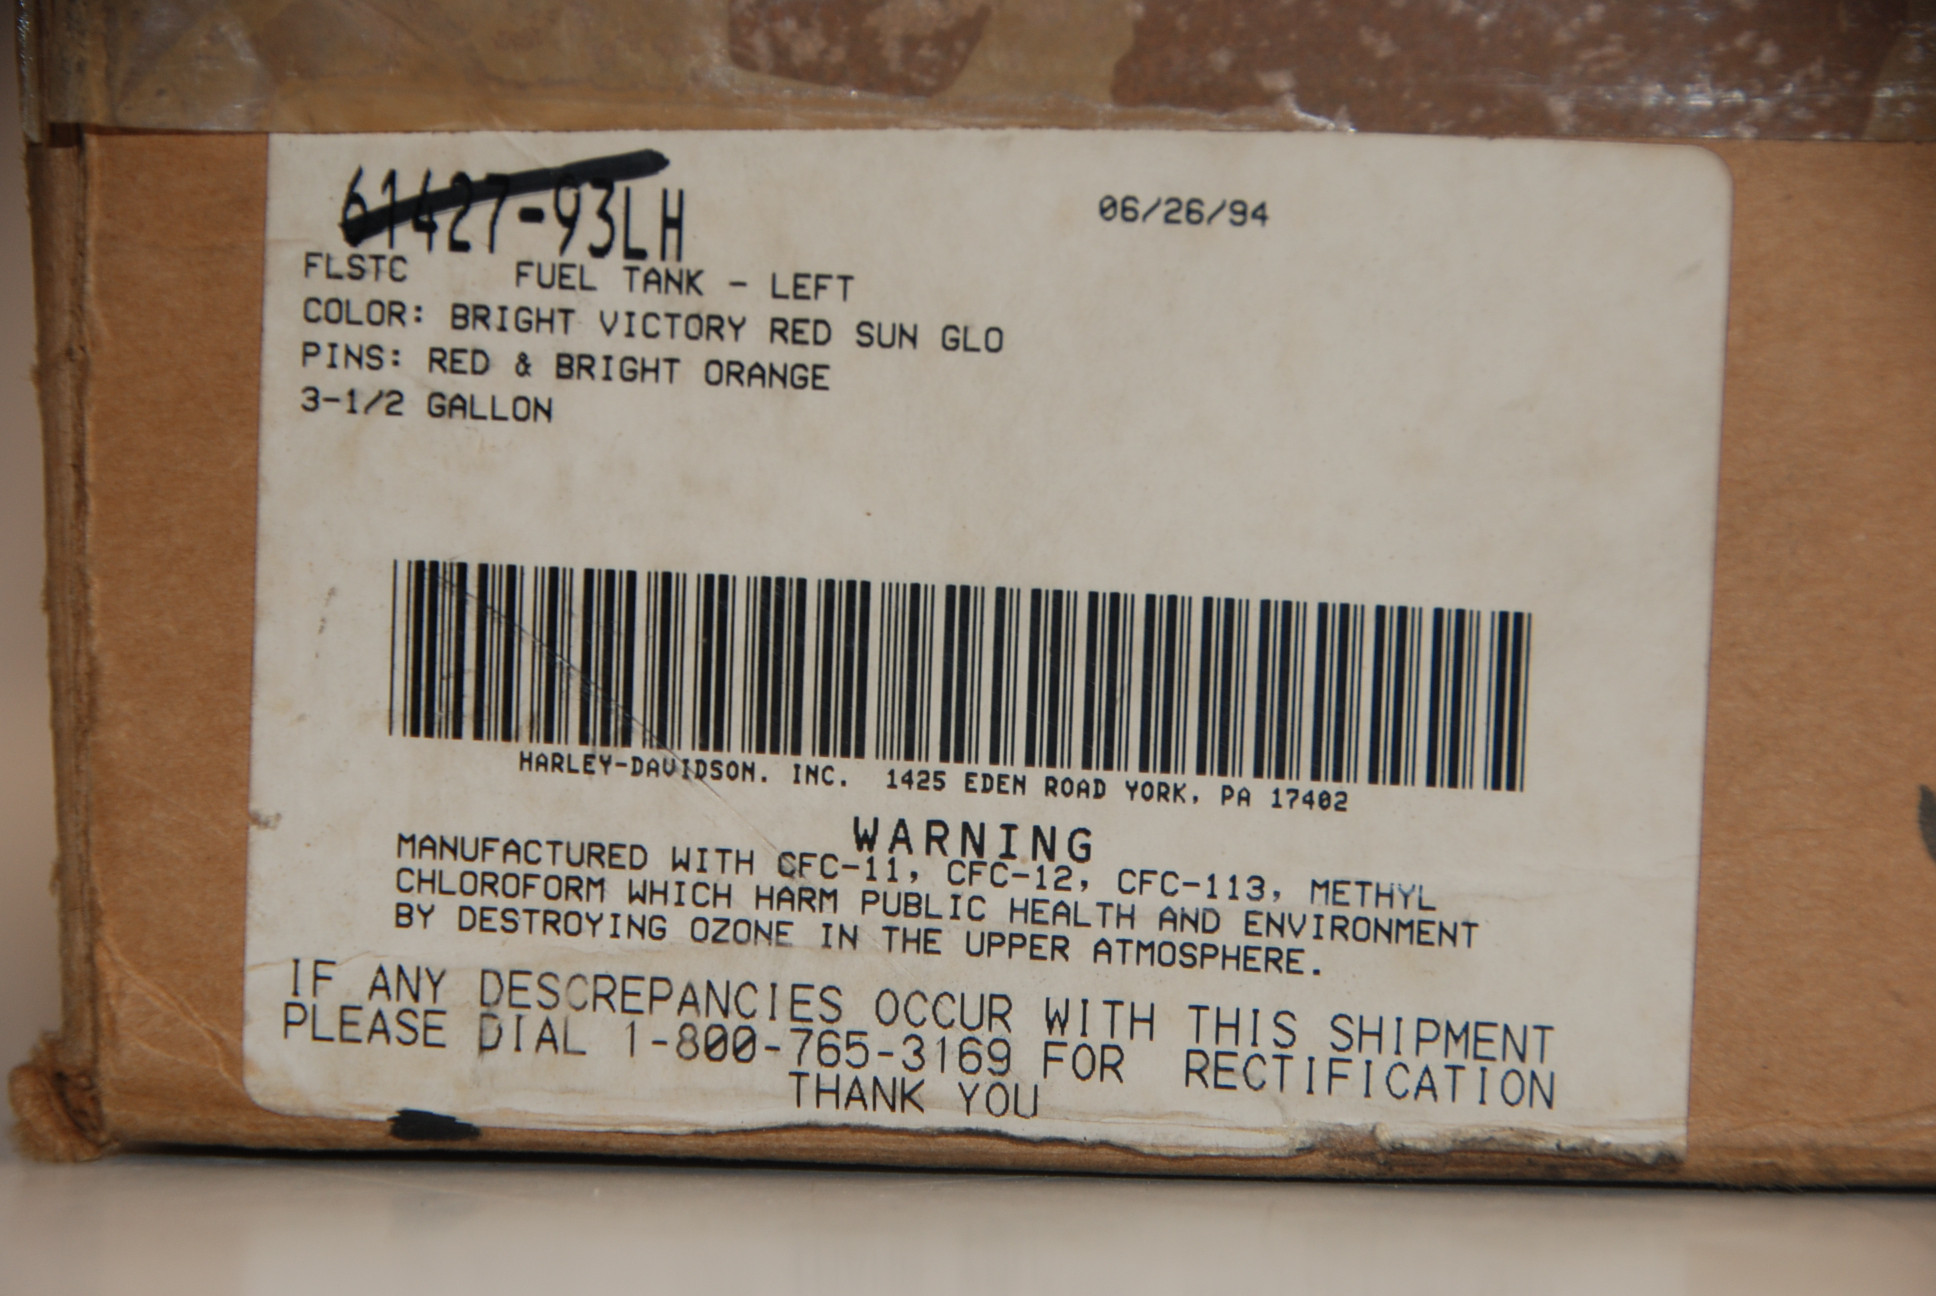 61427-93LH
06/26/94
FLSTC FUEL TANK - LEFT
COLOR: BRIGHT VICTORY RED SUN GLO
PINS: RED & BRIGHT ORANGE
3-1/2 GALLON
HARLEY-DAVIDSON. INC. 1425 EDEN ROAD YORK, PA 17402
WARNING
MANUFACTURED WITH CFC-11, CFC-12, CFC-113, METHYL
CHLOROFORM WHICH HARM PUBLIC HEALTH AND ENVIRONMENT
BY DESTROYING OZONE IN THE UPPER ATMOSPHERE.
IF ANY DESCREPANCIES OCCUR WITH THIS SHIPMENT
PLEASE DIAL 1-800-765-3169 FOR RECTIFICATION
THANK YOU